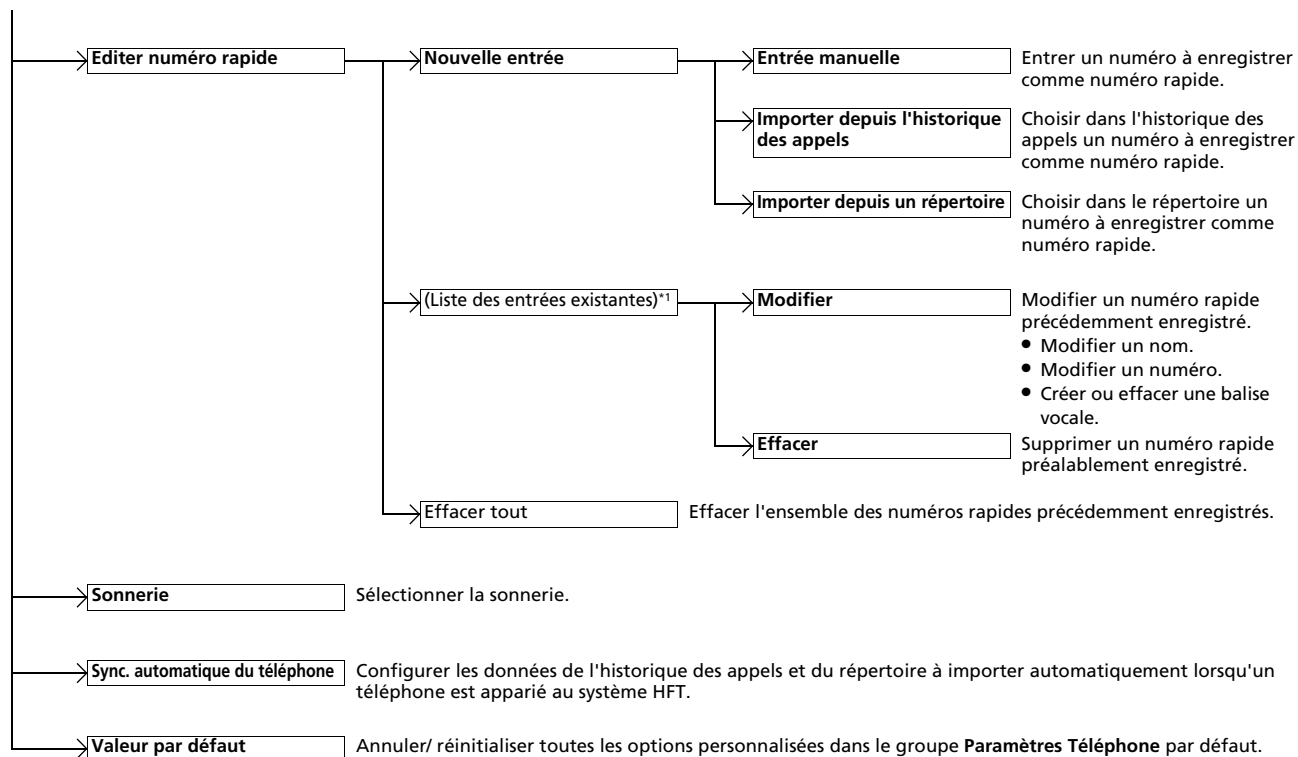 Editer numéro rapide
Nouvelle entrée
Entrée manuelle
Entrer un numéro à enregistrer
comme numéro rapide.
Importer depuis l'historique
des appels
Choisir dans l'historique des
appels un numéro à enregistrer
comme numéro rapide.
Importer depuis un répertoire
Choisir dans le répertoire un
numéro à enregistrer comme
numéro rapide.
(Liste des entrées existantes)*1
Modifier
Modifier un numéro rapide
précédemment enregistré.
● Modifier un nom.
● Modifier un numéro.
● Créer ou effacer une balise
vocale.
Effacer
Supprimer un numéro rapide
préalablement enregistré.
Effacer tout
Effacer l'ensemble des numéros rapides précédemment enregistrés.
Sonnerie
Sélectionner la sonnerie.
Sync. automatique du téléphone
Configurer les données de l'historique des appels et du répertoire à importer automatiquement lorsqu'un
téléphone est apparié au système HFT.
Valeur par défaut
Annuler/ réinitialiser toutes les options personnalisées dans le groupe Paramètres Téléphone par défaut.